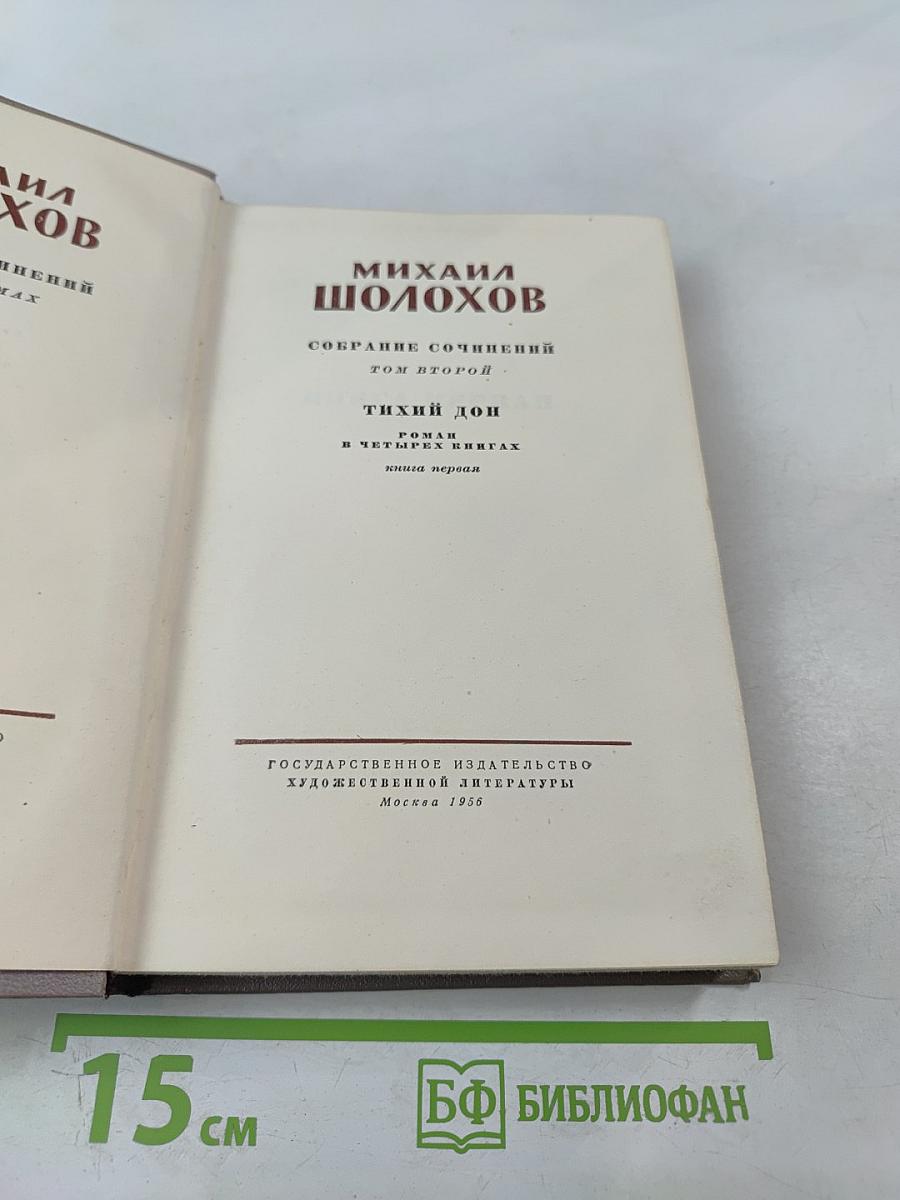 МИХАИЛ
ШОЛОХОВ
СОБРАНИЕ СОЧИНЕНИЙ
ТОМ ВТОРОЙ
ТИХИЙ ДОН
РОМАН
В ЧЕТЫРЕХ КНИГАХ
книга первая
ГОСУДАРСТВЕННОЕ ИЗДАТЕЛЬСТВО
ХУДОЖЕСТВЕННОЙ ЛИТЕРАТУРЫ
Москва 1956
15 см
БФ БИБЛИОФАН